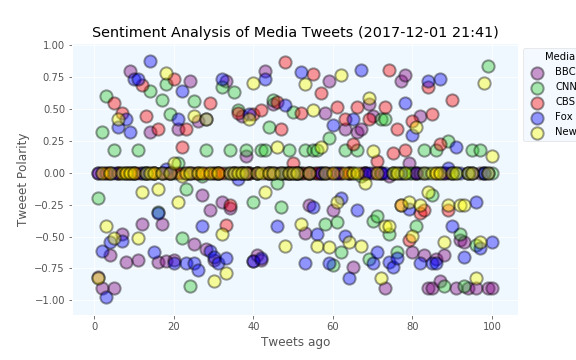 Sentiment Analysis of Media Tweets (2017-12-01 21:41)
Media
BBC
CNN
CBS
Fox
New
1.00
0.75
0.50
0.25
0.00
−0.25
−0.50
−0.75
−1.00
Tweeet Polarity
0 20 40 60 80 100
Tweets ago